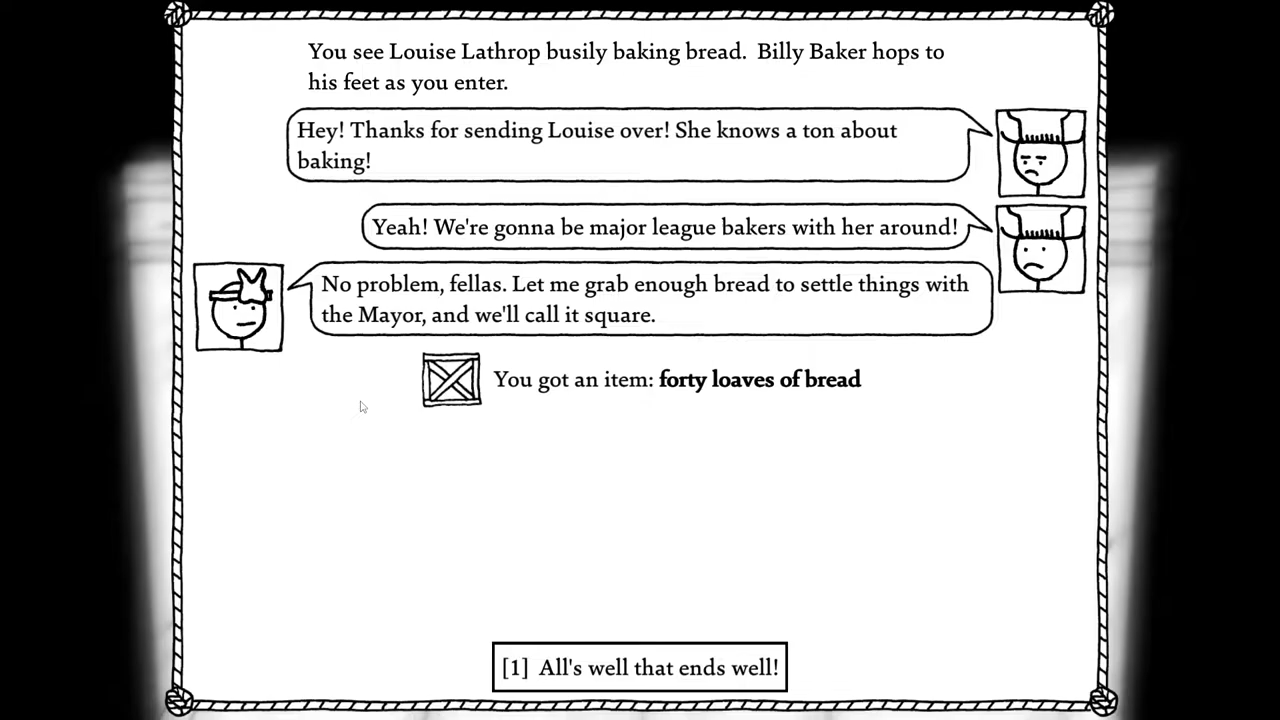 You see Louise Lathrop busily baking bread.  Billy Baker hops to
his feet as you enter.
Hey! Thanks for sending Louise over! She knows a ton about
baking!
Yeah! We're gonna be major league bakers with her around!
No problem, fellas. Let me grab enough bread to settle things with
the Mayor, and we'll call it square.
You got an item: forty loaves of bread
[1]  All's well that ends well!